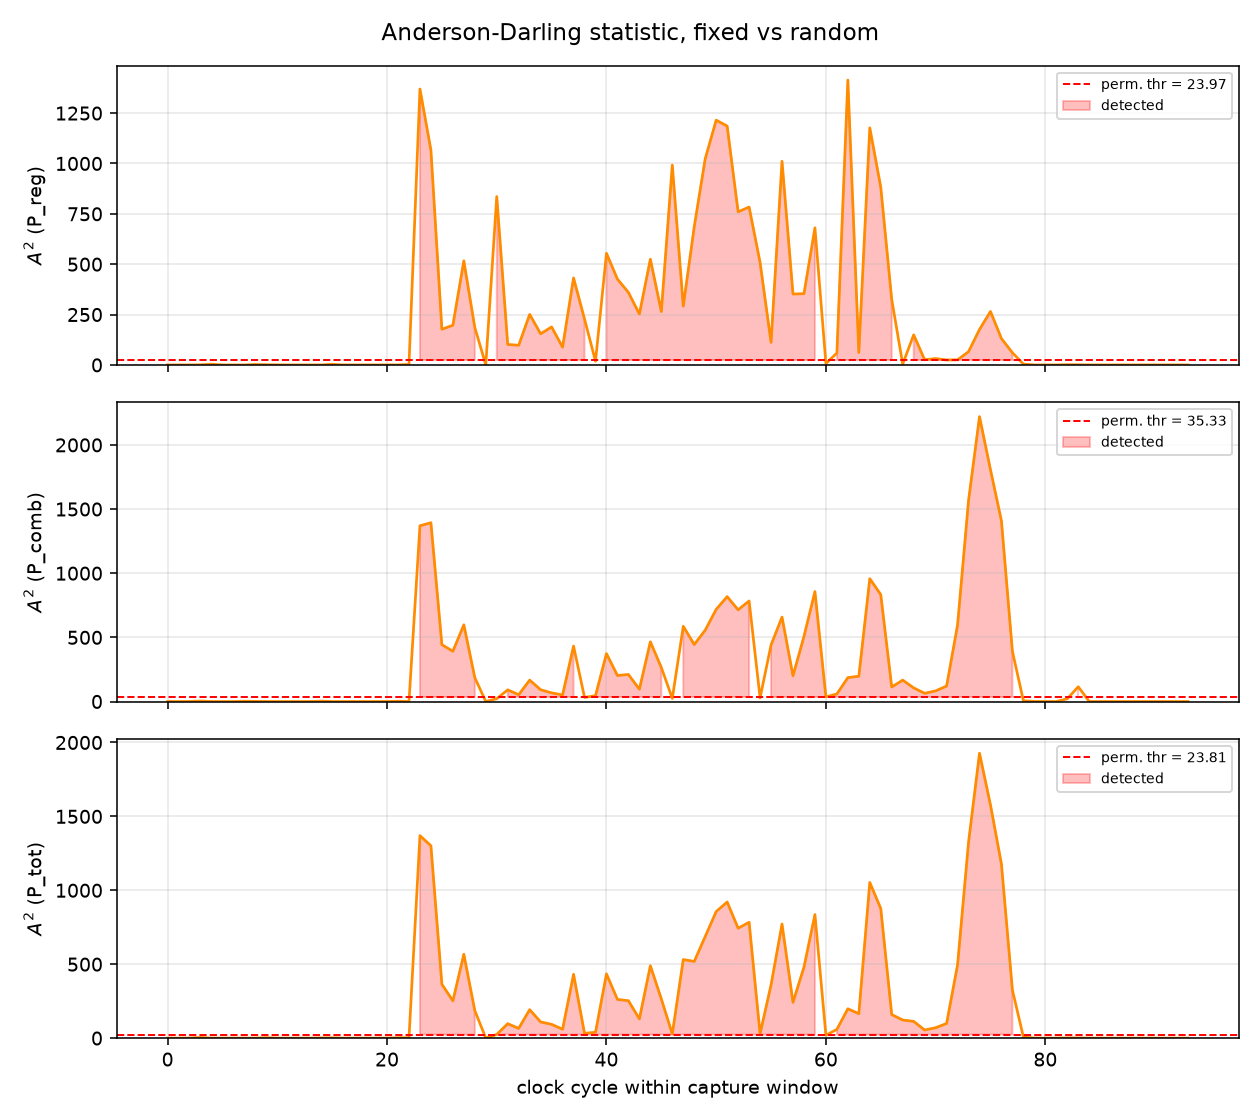 Anderson-Darling statistic, fixed vs random
A² (P_reg)
1250
1000
750
500
250
0
perm. thr = 23.97
detected
A² (P_comb)
2000
1500
1000
500
0
perm. thr = 35.33
detected
A² (P_tot)
2000
1500
1000
500
0
perm. thr = 23.81
detected
0 20 40 60 80
clock cycle within capture window